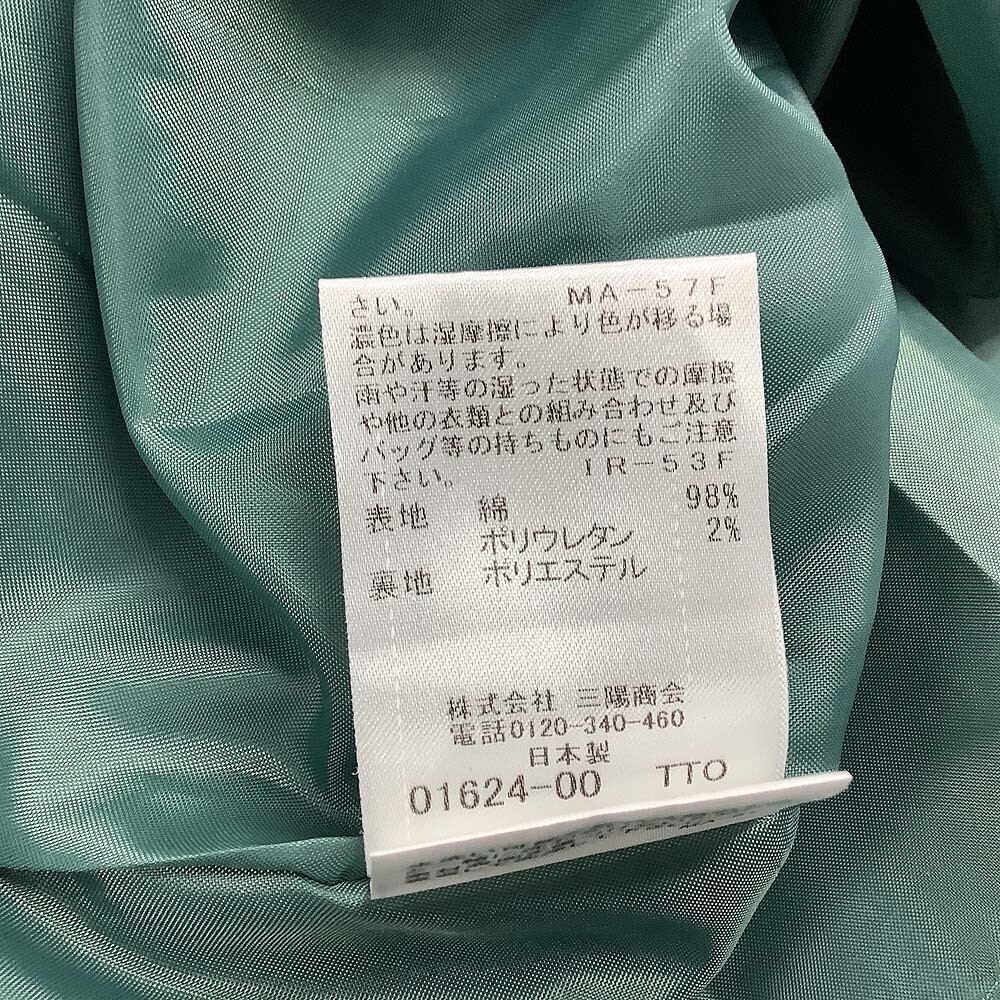 さい。 MA-57F
濃色は湿摩擦により色が移る場
合があります。
雨や汗等の湿った状態での摩擦
や他の衣類との組み合わせ及び
バッグ等の持ちものにもご注意
下さい。 IR-53F
表地 綿 98%
ポリウレタン 2%
裏地 ポリエステル
株式会社 三陽商会
電話0120-340-460
日本製
01624-00 TTO